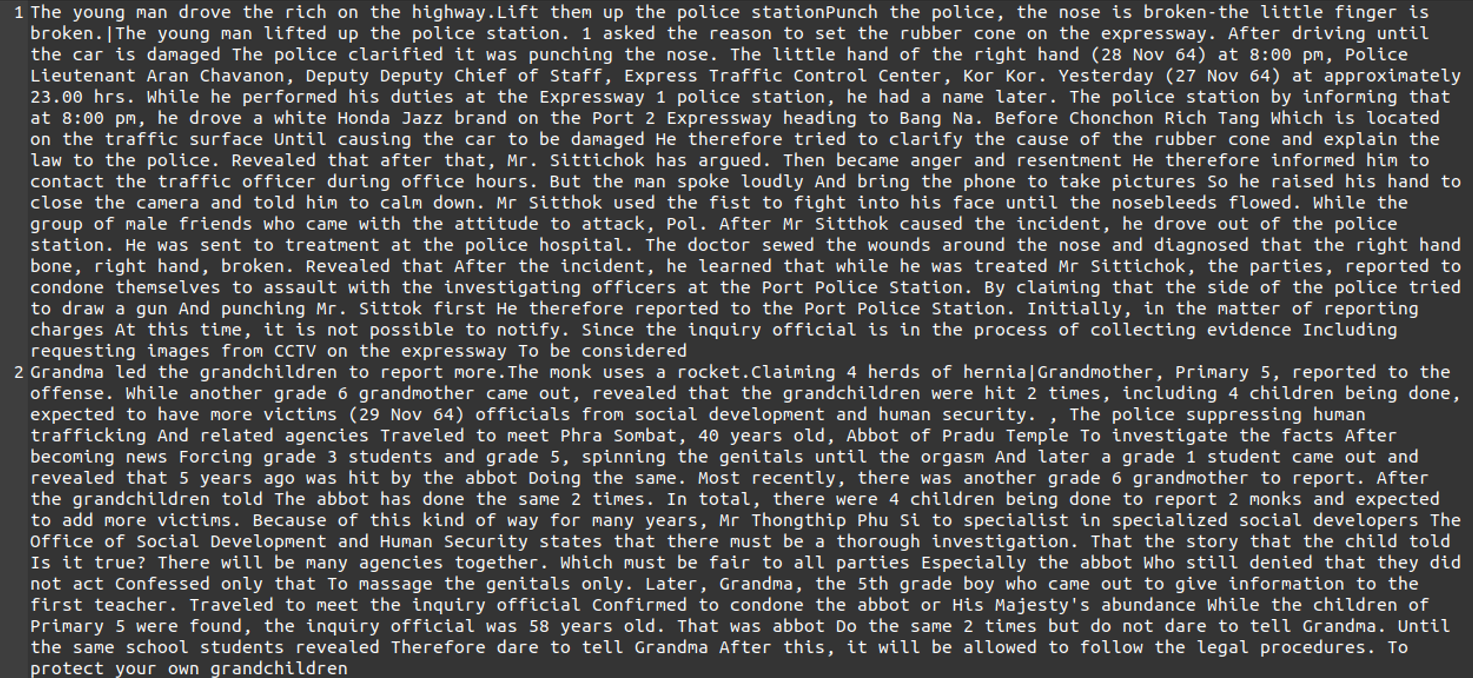 1 The young man drove the rich on the highway.Lift them up the police stationPunch the police, the nose is broken-the little finger is
broken.|The young man lifted up the police station. 1 asked the reason to set the rubber cone on the expressway. After driving until
the car is damaged The police clarified it was punching the nose. The little hand of the right hand (28 Nov 64) at 8:00 pm, Police
Lieutenant Aran Chavanon, Deputy Deputy Chief of Staff, Express Traffic Control Center, Kor Kor. Yesterday (27 Nov 64) at approximately
23.00 hrs. While he performed his duties at the Expressway 1 police station, he had a name later. The police station by informing that
at 8:00 pm, he drove a white Honda Jazz brand on the Port 2 Expressway heading to Bang Na. Before Chonchon Rich Tang Which is located
on the traffic surface Until causing the car to be damaged He therefore tried to clarify the cause of the rubber cone and explain the
law to the police. Revealed that after that, Mr. Sittichok has argued. Then became anger and resentment He therefore informed him to
contact the traffic officer during office hours. But the man spoke loudly And bring the phone to take pictures So he raised his hand to
close the camera and told him to calm down. Mr Sitthok used the fist to fight into his face until the nosebleeds flowed. While the
group of male friends who came with the attitude to attack, Pol. After Mr Sitthok caused the incident, he drove out of the police
station. He was sent to treatment at the police hospital. The doctor sewed the wounds around the nose and diagnosed that the right hand
bone, right hand, broken. Revealed that After the incident, he learned that while he was treated Mr Sittichok, the parties, reported to
condone themselves to assault with the investigating officers at the Port Police Station. By claiming that the side of the police tried
to draw a gun And punching Mr. Sittok first He therefore reported to the Port Police Station. Initially, in the matter of reporting
charges At this time, it is not possible to notify. Since the inquiry official is in the process of collecting evidence Including
requesting images from CCTV on the expressway To be considered
2 Grandma led the grandchildren to report more.The monk uses a rocket.Claiming 4 herds of hernia|Grandmother, Primary 5, reported to the
offense. While another grade 6 grandmother came out, revealed that the grandchildren were hit 2 times, including 4 children being done,
expected to have more victims (29 Nov 64) officials from social development and human security. , The police suppressing human
trafficking And related agencies Traveled to meet Phra Sombat, 40 years old, Abbot of Pradu Temple To investigate the facts After
becoming news Forcing grade 3 students and grade 5, spinning the genitals until the orgasm And later a grade 1 student came out and
revealed that 5 years ago was hit by the abbot Doing the same. Most recently, there was another grade 6 grandmother to report. After
the grandchildren told The abbot has done the same 2 times. In total, there were 4 children being done to report 2 monks and expected
to add more victims. Because of this kind of way for many years, Mr Thongthip Phu Si to specialist in specialized social developers The
Office of Social Development and Human Security states that there must be a thorough investigation. That the story that the child told
Is it true? There will be many agencies together. Which must be fair to all parties Especially the abbot Who still denied that they did
not act Confessed only that To massage the genitals only. Later, Grandma, the 5th grade boy who came out to give information to the
first teacher. Traveled to meet the inquiry official Confirmed to condone the abbot or His Majesty's abundance While the children of
Primary 5 were found, the inquiry official was 58 years old. That was abbot Do the same 2 times but do not dare to tell Grandma. Until
the same school students revealed Therefore dare to tell Grandma After this, it will be allowed to follow the legal procedures. To
protect your own grandchildren